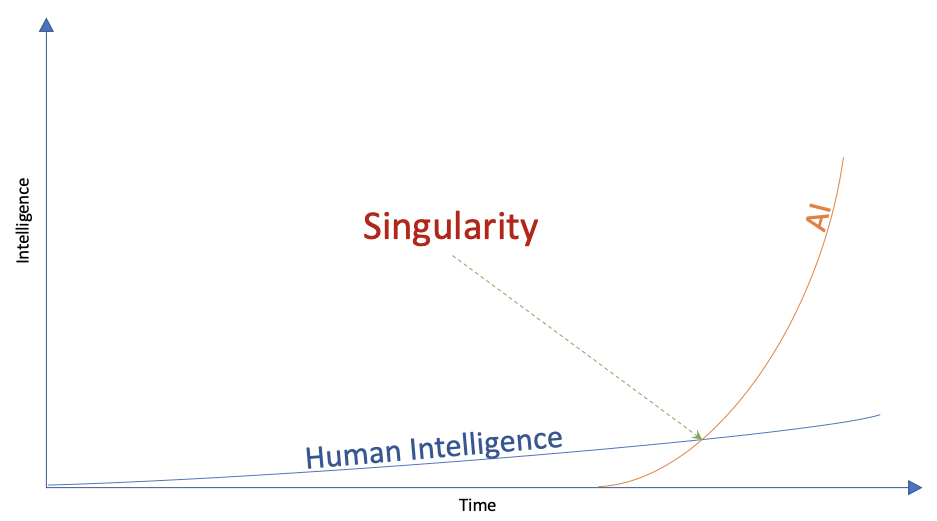 Intelligence
Singularity
AI
Human Intelligence
Time